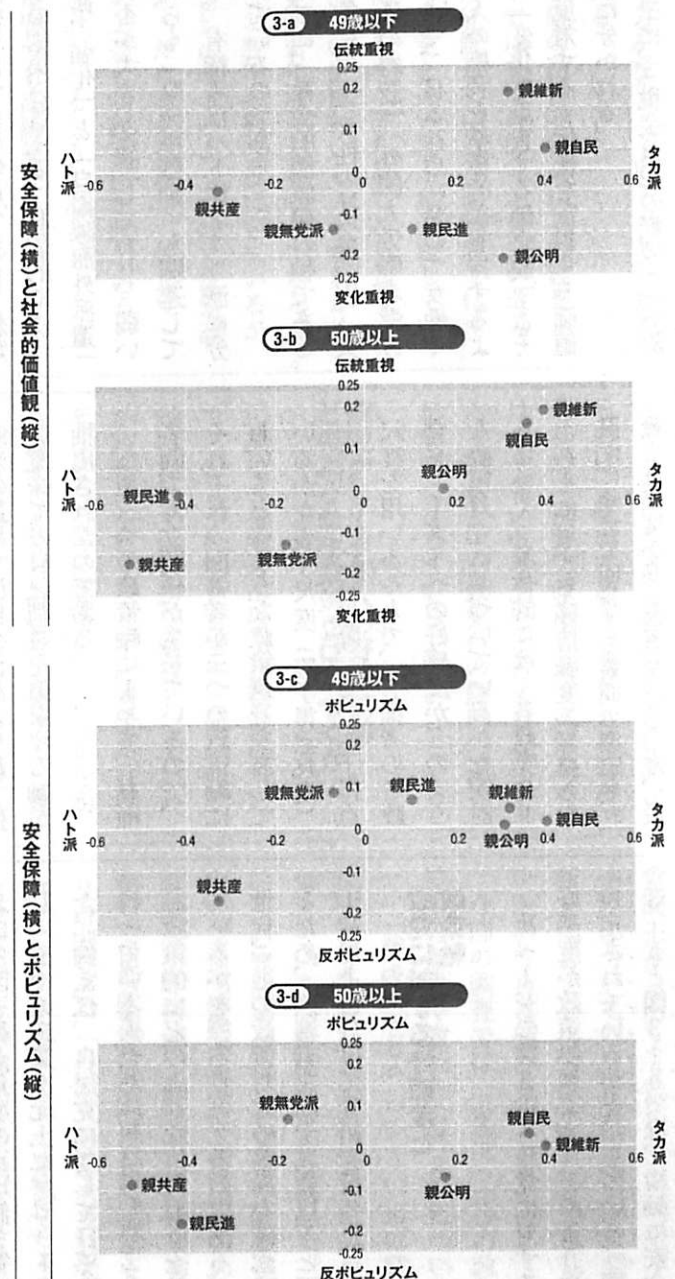 安全保障(横)と社会的価値観(縦)
3-a 49歳以下
伝統重視
0.25
0.2
親維新
0.1
親自民
0
ハト派
-0.6 -0.4 -0.2 0 0.2 0.4 0.6
タカ派
親共産
-0.1
親無党派
親民進
-0.2
親公明
-0.25
変化重視
3-b 50歳以上
伝統重視
0.25
0.2
親維新
親自民
0.1
親公明
0
ハト派
親民進
-0.6 -0.4 -0.2 0 0.2 0.4 0.6
タカ派
-0.1
親無党派
親共産
-0.2
-0.25
変化重視
安全保障(横)とポピュリズム(縦)
3-c 49歳以下
ポピュリズム
0.25
0.2
親無党派
0.1
親民進
親維新
親自民
0
親公明
ハト派
-0.6 -0.4 -0.2 0 0.2 0.4 0.6
タカ派
-0.1
親共産
-0.2
-0.25
反ポピュリズム
3-d 50歳以上
ポピュリズム
0.25
0.2
親無党派
0.1
親自民
親維新
0
ハト派
-0.6 -0.4 -0.2 0 0.2 0.4 0.6
タカ派
親共産
-0.1
親公明
親民進
-0.2
-0.25
反ポピュリズム